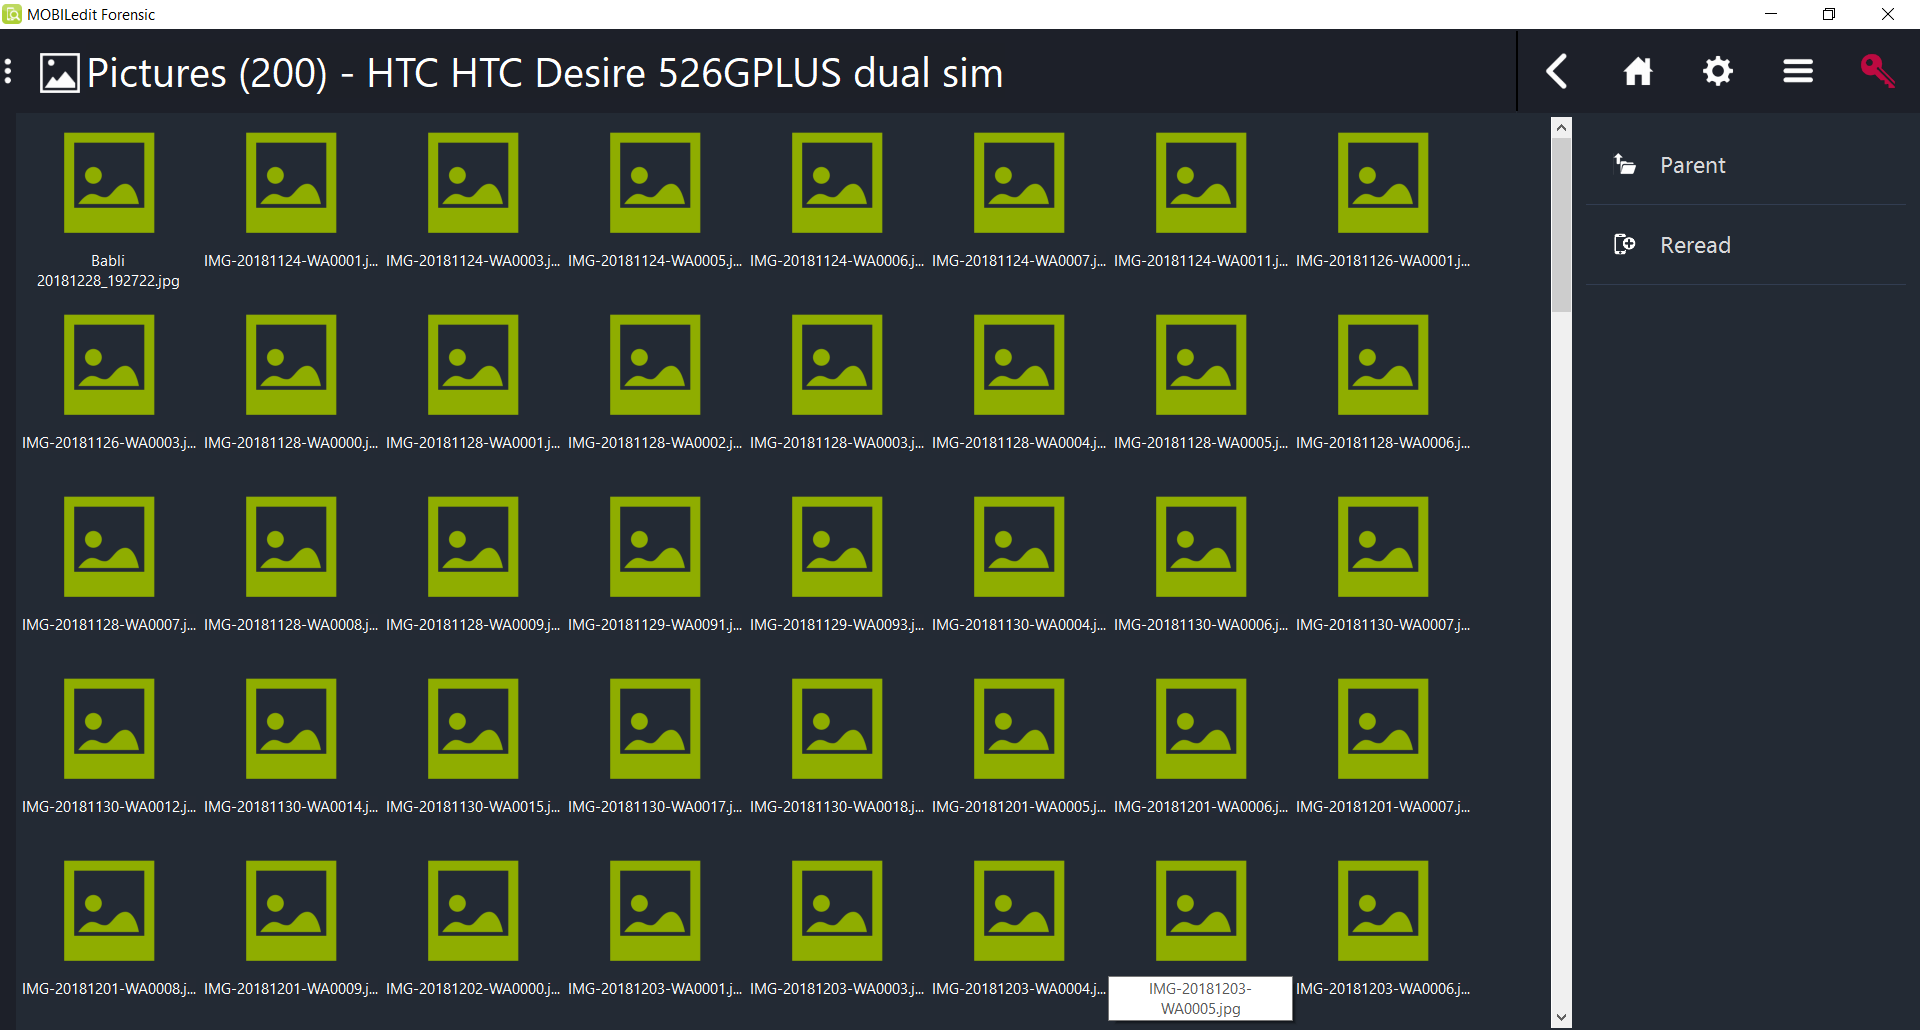 MOBILedit Forensic
Pictures (200) - HTC HTC Desire 526GPLUS dual sim
Parent
Reread
Babli
20181228_192722.jpg
IMG-20181124-WA0001.j...
IMG-20181124-WA0003.j...
IMG-20181124-WA0005.j...
IMG-20181124-WA0006.j...
IMG-20181124-WA0007.j...
IMG-20181124-WA0011.j...
IMG-20181126-WA0001.j...
IMG-20181126-WA0003.j...
IMG-20181128-WA0000.j...
IMG-20181128-WA0001.j...
IMG-20181128-WA0002.j...
IMG-20181128-WA0003.j...
IMG-20181128-WA0004.j...
IMG-20181128-WA0005.j...
IMG-20181128-WA0006.j...
IMG-20181128-WA0007.j...
IMG-20181128-WA0008.j...
IMG-20181128-WA0009.j...
IMG-20181129-WA0091.j...
IMG-20181129-WA0093.j...
IMG-20181130-WA0004.j...
IMG-20181130-WA0006.j...
IMG-20181130-WA0007.j...
IMG-20181130-WA0012.j...
IMG-20181130-WA0014.j...
IMG-20181130-WA0015.j...
IMG-20181130-WA0017.j...
IMG-20181130-WA0018.j...
IMG-20181201-WA0005.j...
IMG-20181201-WA0006.j...
IMG-20181201-WA0007.j...
IMG-20181201-WA0008.j...
IMG-20181201-WA0009.j...
IMG-20181202-WA0000.j...
IMG-20181203-WA0001.j...
IMG-20181203-WA0003.j...
IMG-20181203-WA0004.j...
IMG-20181203-
WA0005.jpg
IMG-20181203-WA0006.j...